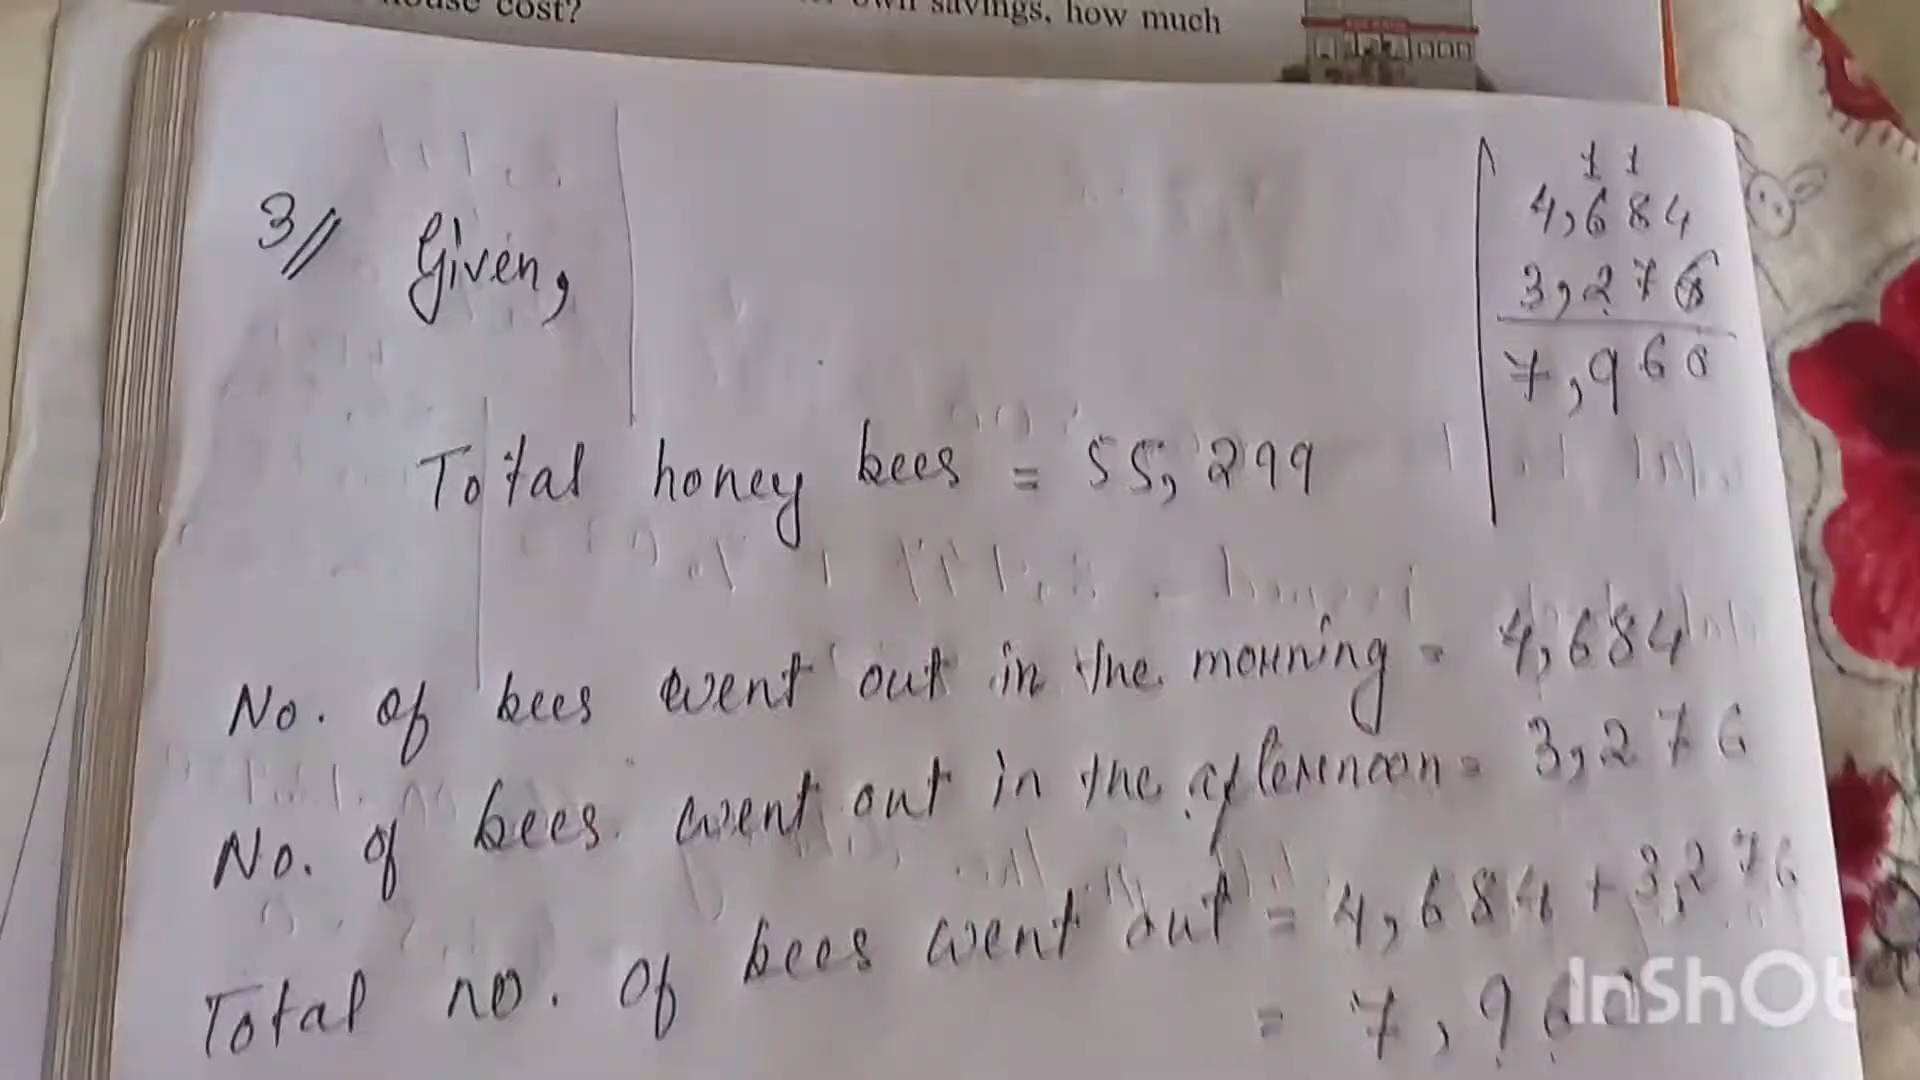 house cost?
own savings, how much
3// Given,
1 1
4,684
3,276
7,960
Total honey bees = 55,299
No. of bees went out in the morning = 4,684
No. of bees went out in the afternoon = 3,276
Total no. of bees went out = 4,684 + 3,276
= 7,960
InShOt